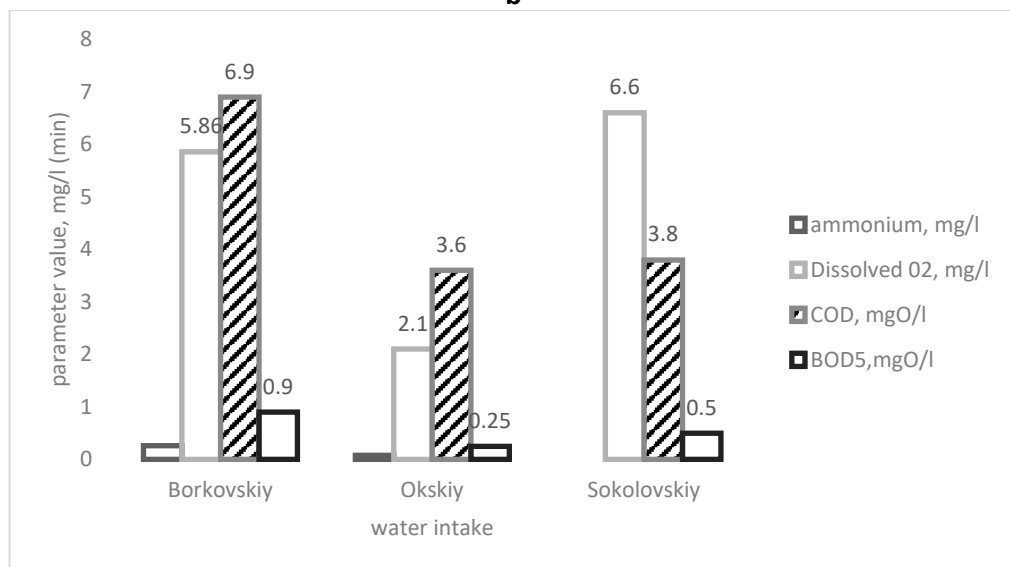 b
8
7
6
5
4
3
2
1
0
parameter value, mg/l (min)
5.86
6.9
0.9
2.1
3.6
0.25
6.6
3.8
0.5
Borkovskiy
Okskiy
Sokolovskiy
water intake
ammonium, mg/l
Dissolved 02, mg/l
COD, mgO/l
BOD5,mgO/l